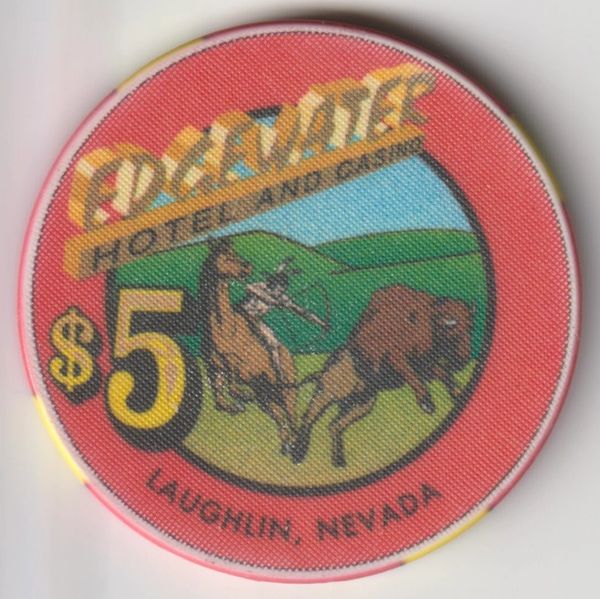 EDGEWATER
HOTEL AND CASINO
$5
LAUGHLIN, NEVADA